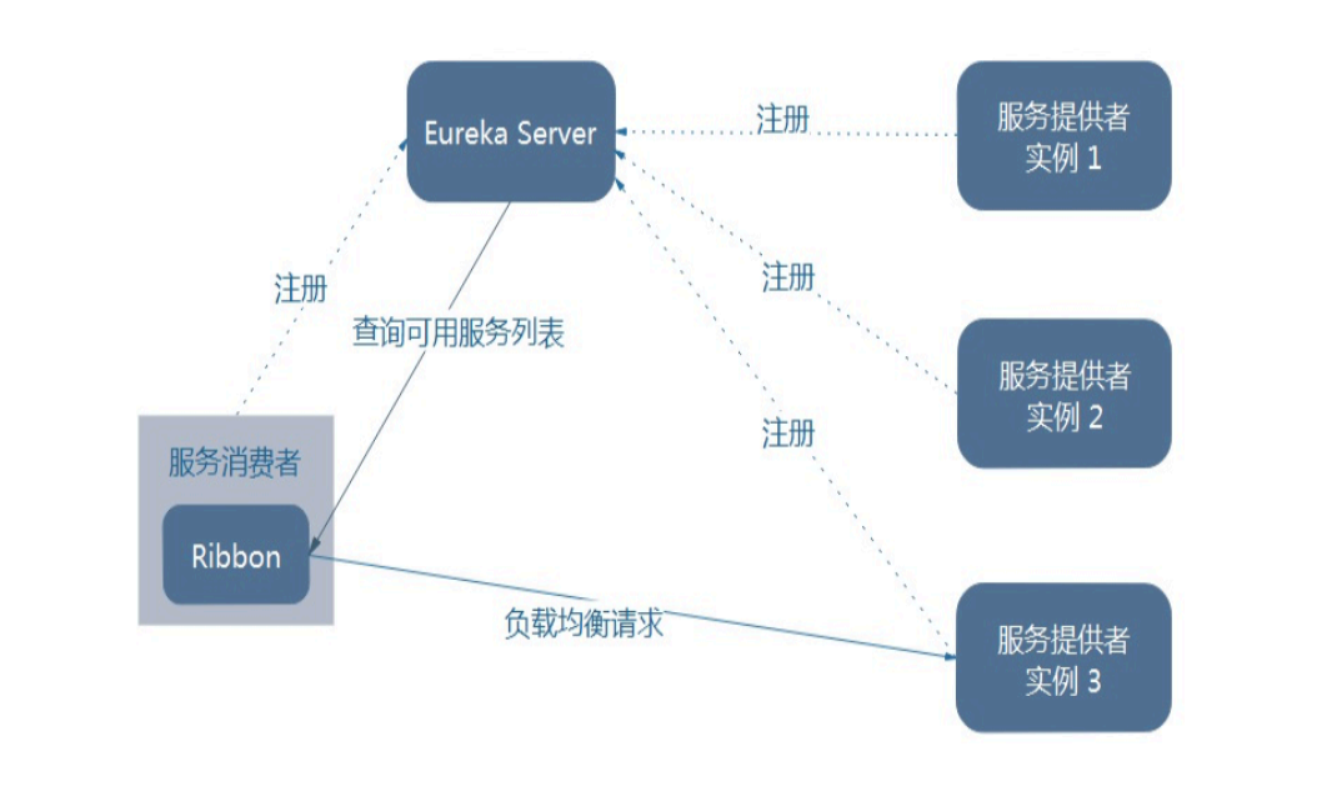 Eureka Server
注册
服务提供者
实例 1
注册
注册
查询可用服务列表
服务提供者
实例 2
注册
服务消费者
Ribbon
负载均衡请求
服务提供者
实例 3